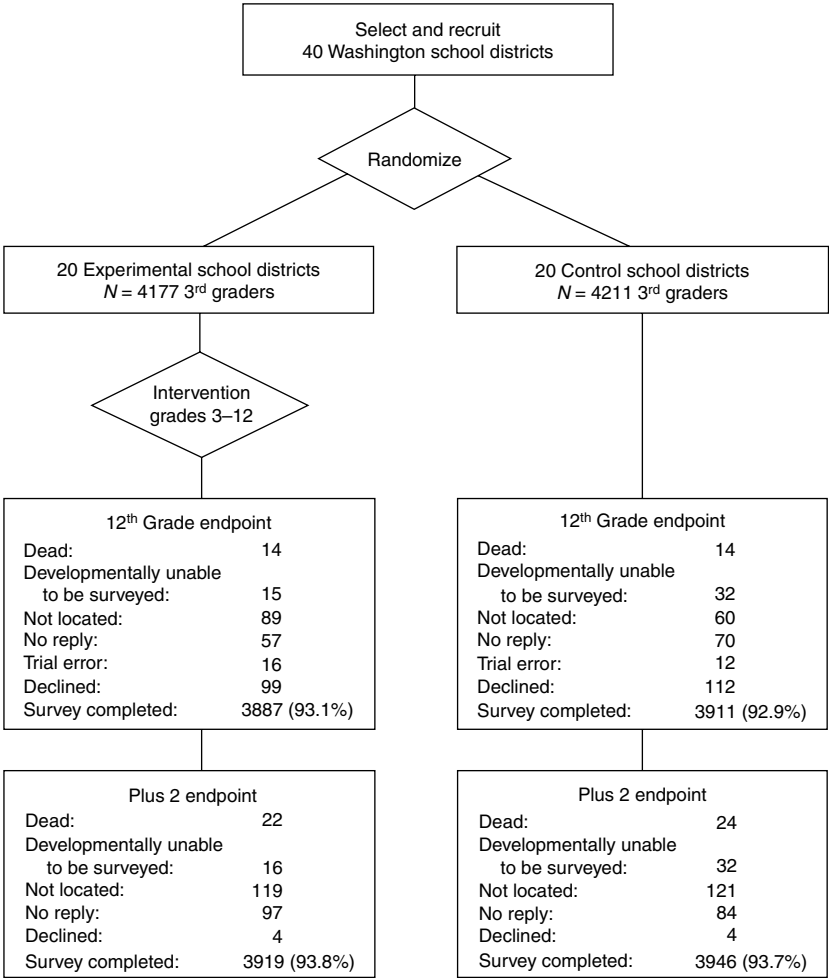 Select and recruit
40 Washington school districts
Randomize
20 Experimental school districts
N = 4177 3rd graders
20 Control school districts
N = 4211 3rd graders
Intervention
grades 3–12
12th Grade endpoint
Dead: 14
Developmentally unable
to be surveyed: 15
Not located: 89
No reply: 57
Trial error: 16
Declined: 99
Survey completed: 3887 (93.1%)
12th Grade endpoint
Dead: 14
Developmentally unable
to be surveyed: 32
Not located: 60
No reply: 70
Trial error: 12
Declined: 112
Survey completed: 3911 (92.9%)
Plus 2 endpoint
Dead: 22
Developmentally unable
to be surveyed: 16
Not located: 119
No reply: 97
Declined: 4
Survey completed: 3919 (93.8%)
Plus 2 endpoint
Dead: 24
Developmentally unable
to be surveyed: 32
Not located: 121
No reply: 84
Declined: 4
Survey completed: 3946 (93.7%)